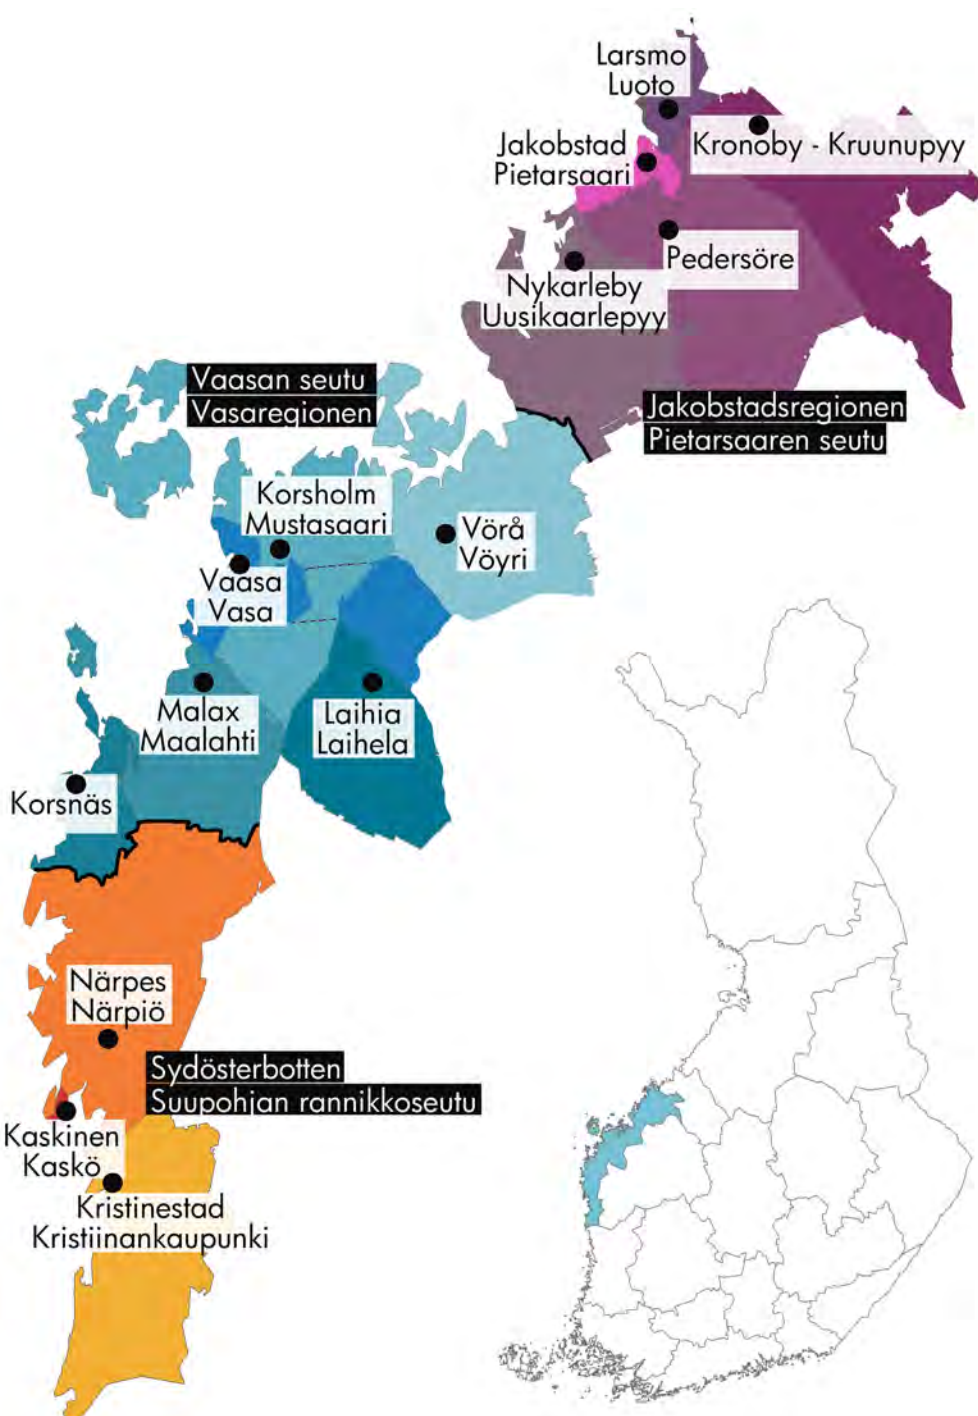 Larsmo
Luoto
Jakobstad
Pietarsaari
Kronoby - Kruunupyy
Pedersöre
Nykarleby
Uusikaarlepyy
Vaasan seutu
Vasaregionen
Jakobstadsregionen
Pietarsaaren seutu
Korsholm
Mustasaari
Vörå
Vöyri
Vaasa
Vasa
Malax
Maalahti
Laihia
Laihela
Korsnäs
Närpes
Närpiö
Sydösterbotten
Suupohjan rannikkoseutu
Kaskinen
Kaskö
Kristinestad
Kristiinankaupunki